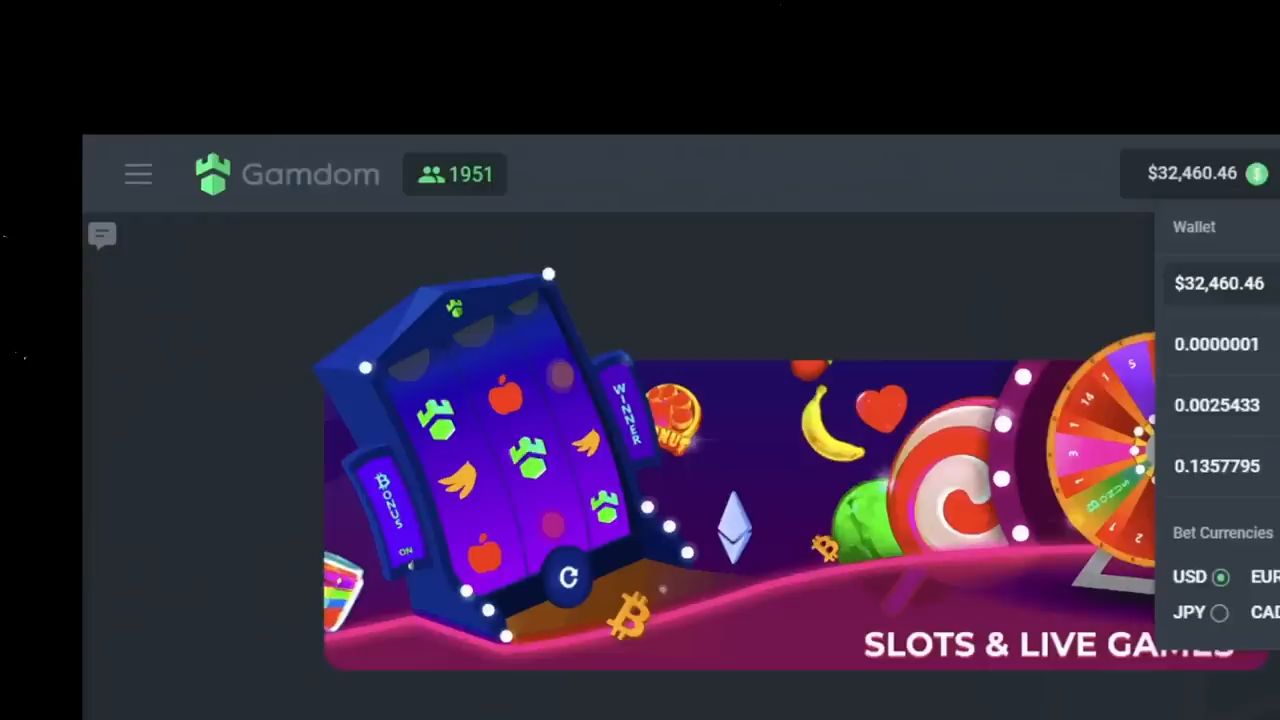 Gamdom
1951
$32,460.46
Wallet
$32,460.46
0.0000001
0.0025433
0.1357795
Bet Currencies
USD
EUR
JPY
CAD
WINNER
BONUS
ON
SLOTS & LIVE GAMES